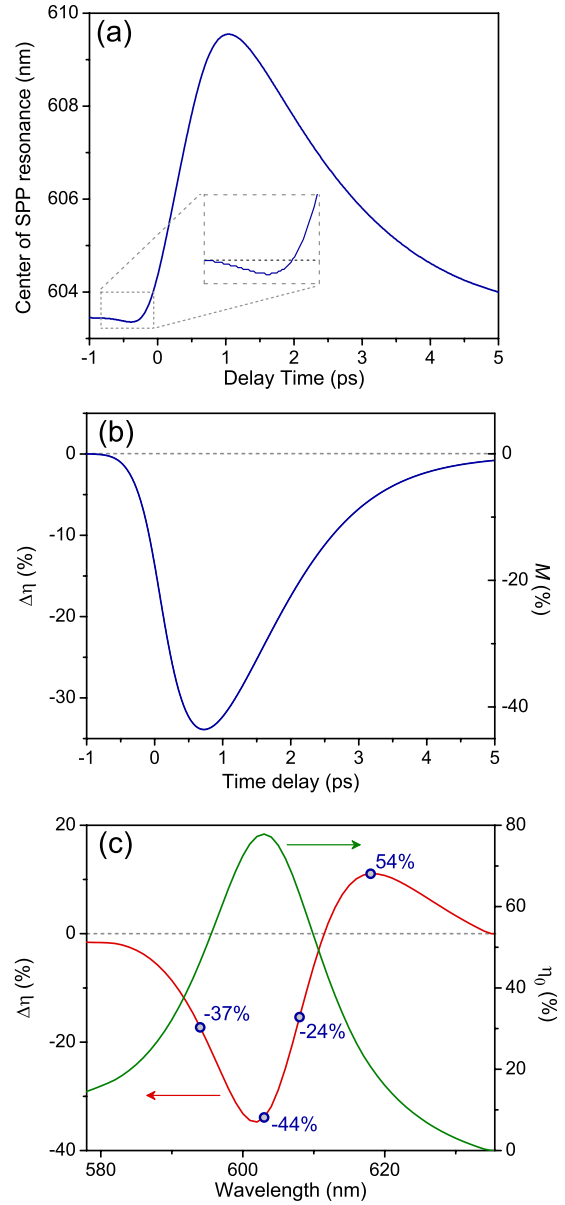 (a)
610
608
606
604
Center of SPP resonance (nm)
-1 0 1 2 3 4 5
Delay Time (ps)
(b)
0
-10
-20
-30
Δη (%)
0
-20
-40
M (%)
-1 0 1 2 3 4 5
Time delay (ps)
(c)
20
0
-20
-40
Δη (%)
80
60
40
20
0
η0 (%)
54%
-37%
-24%
-44%
580 600 620
Wavelength (nm)